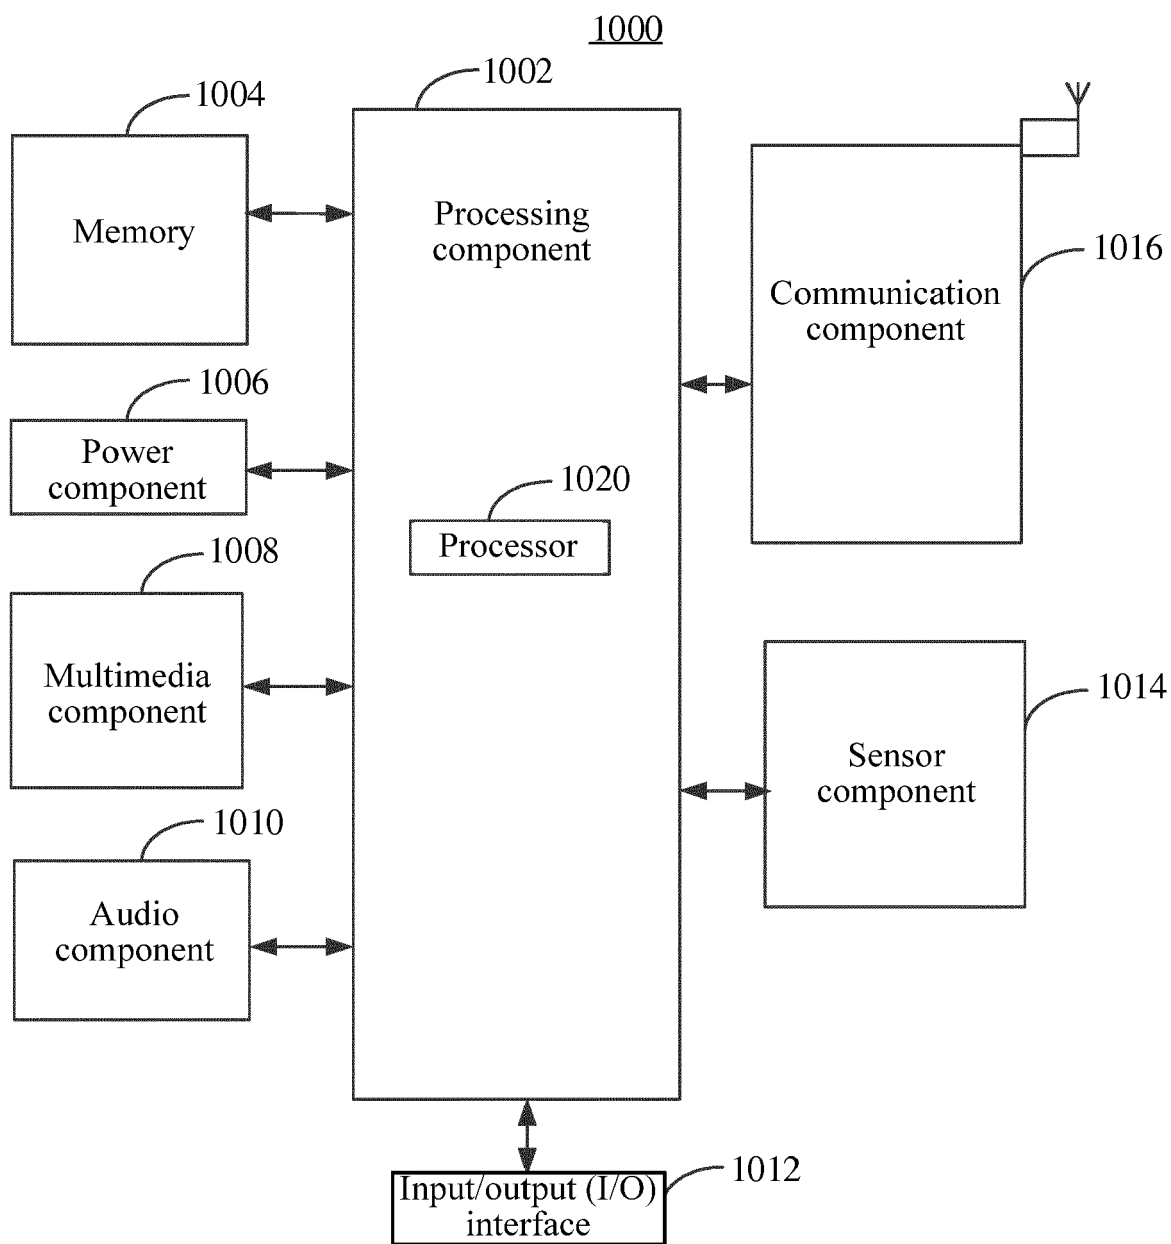 1000
1002
1004
Memory
Processing
component
Communication
component
1016
1006
Power
component
1020
Processor
1008
Multimedia
component
1014
Sensor
component
1010
Audio
component
1012
Input/output (I/O)
interface